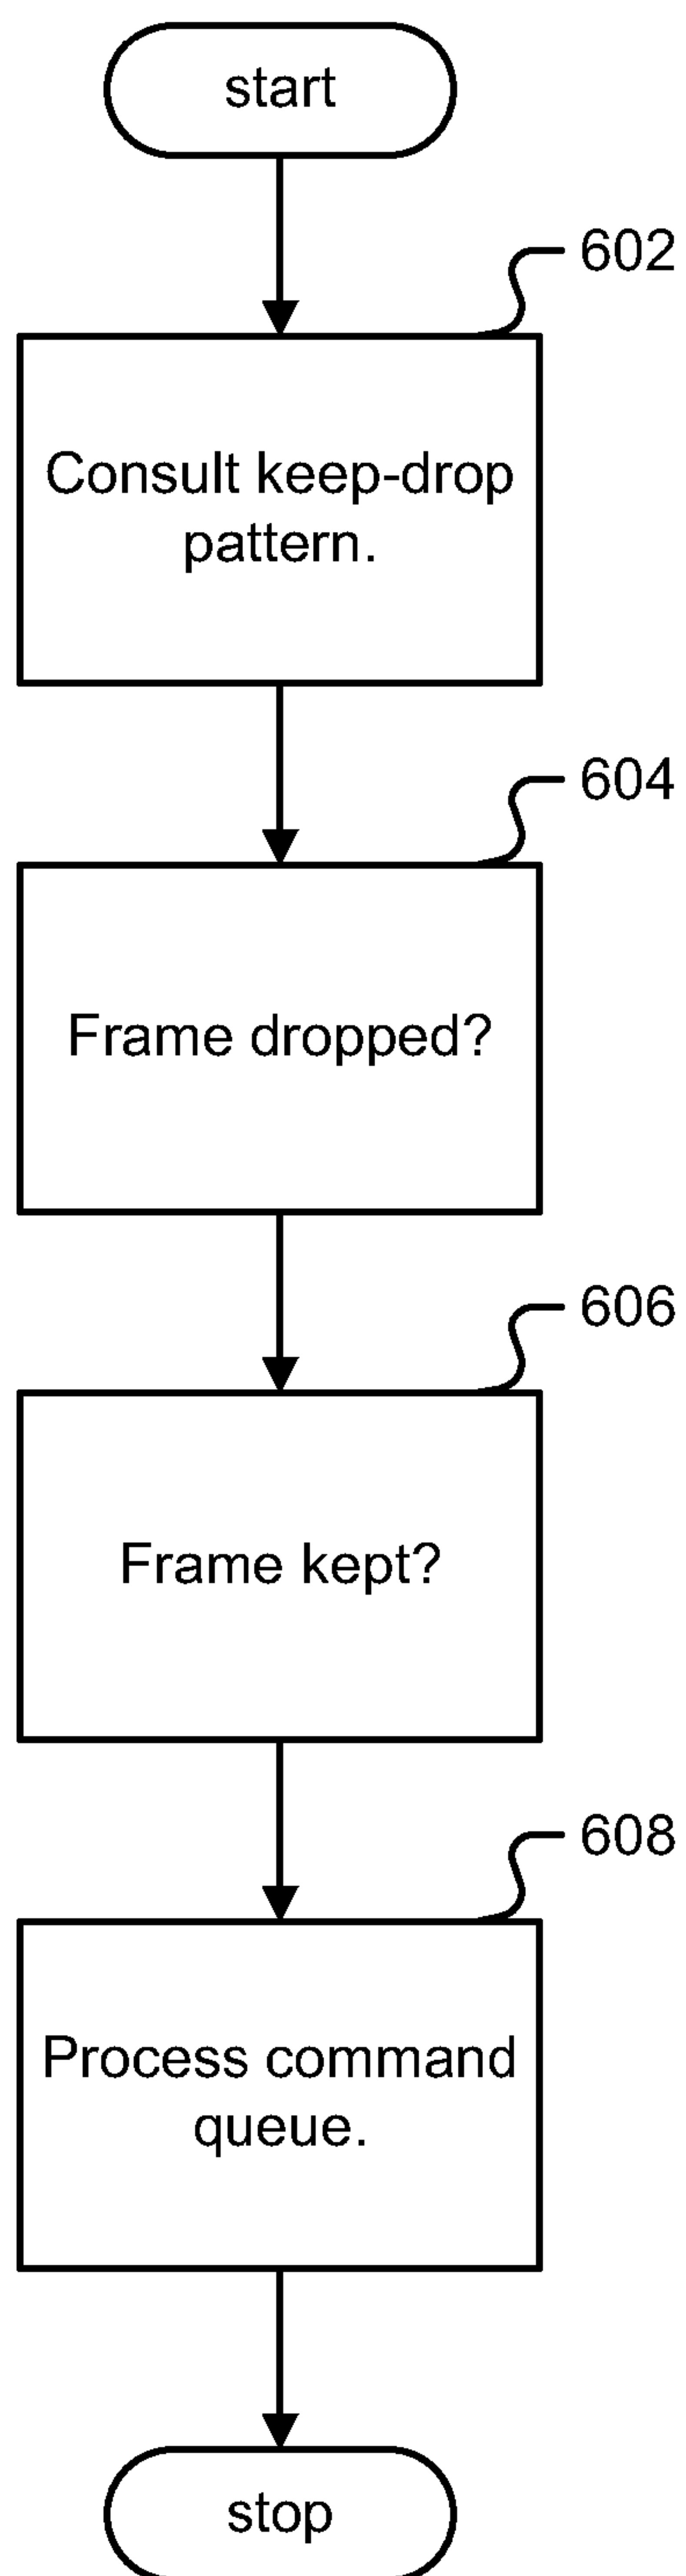 start
602
Consult keep-drop
pattern.
604
Frame dropped?
606
Frame kept?
608
Process command
queue.
stop